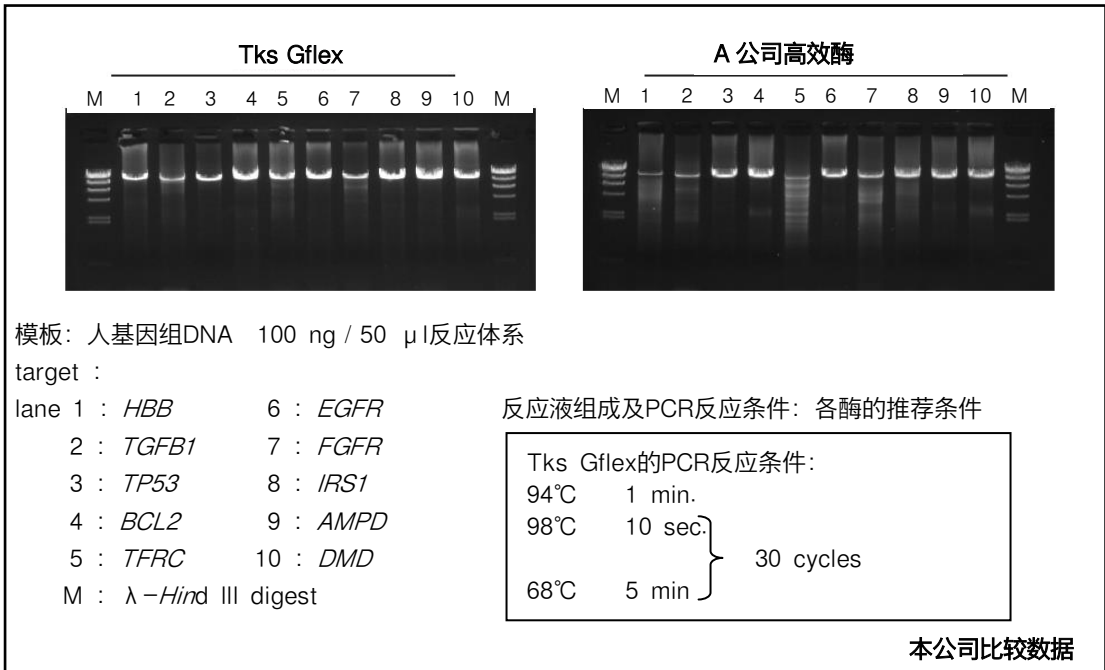 Tks Gflex
M 1 2 3 4 5 6 7 8 9 10 M
A 公司高效酶
M 1 2 3 4 5 6 7 8 9 10 M
模板：人基因组DNA 100 ng / 50 μl反应体系
target :
lane 1 : HBB 6 : EGFR
2 : TGFB1 7 : FGFR
3 : TP53 8 : IRS1
4 : BCL2 9 : AMPD
5 : TFRC 10 : DMD
M : λ-Hind III digest
反应液组成及PCR反应条件：各酶的推荐条件
Tks Gflex的PCR反应条件：
94℃ 1 min.
98℃ 10 sec.
30 cycles
68℃ 5 min
本公司比较数据